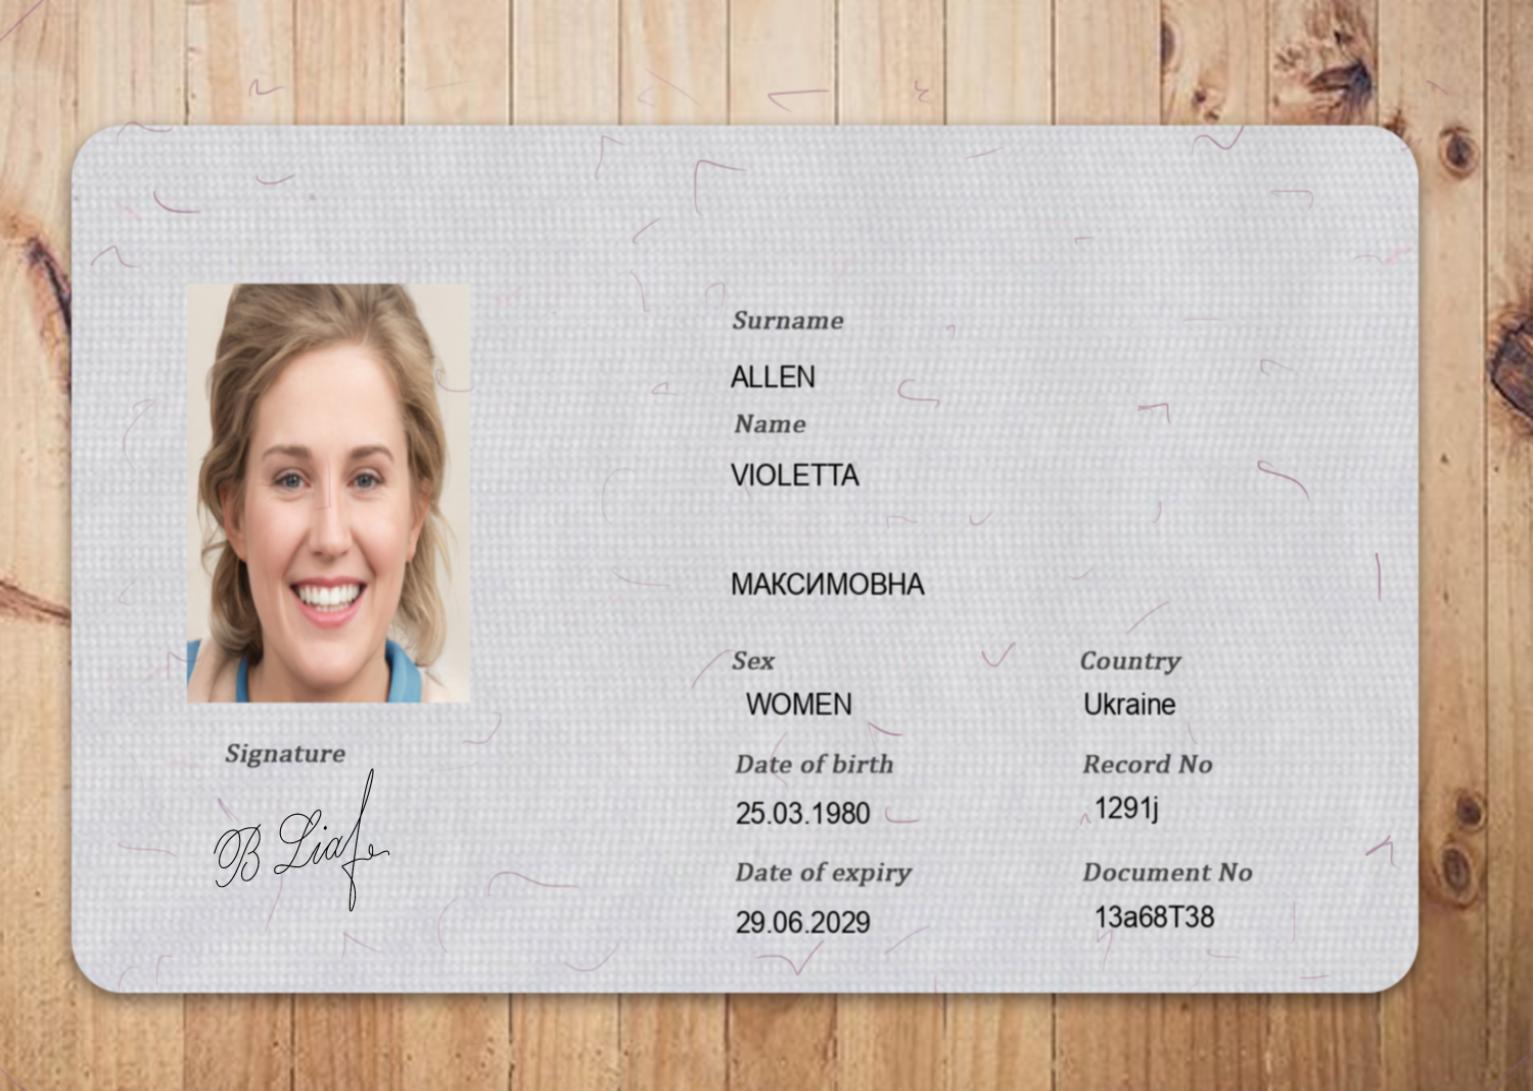 Surname
ALLEN
Name
VIOLETTA
МАКСИМОВНА
Sex
Country
WOMEN
Ukraine
Date of birth
Record No
25.03.1980
1291j
Date of expiry
Document No
29.06.2029
13a68T38
Signature